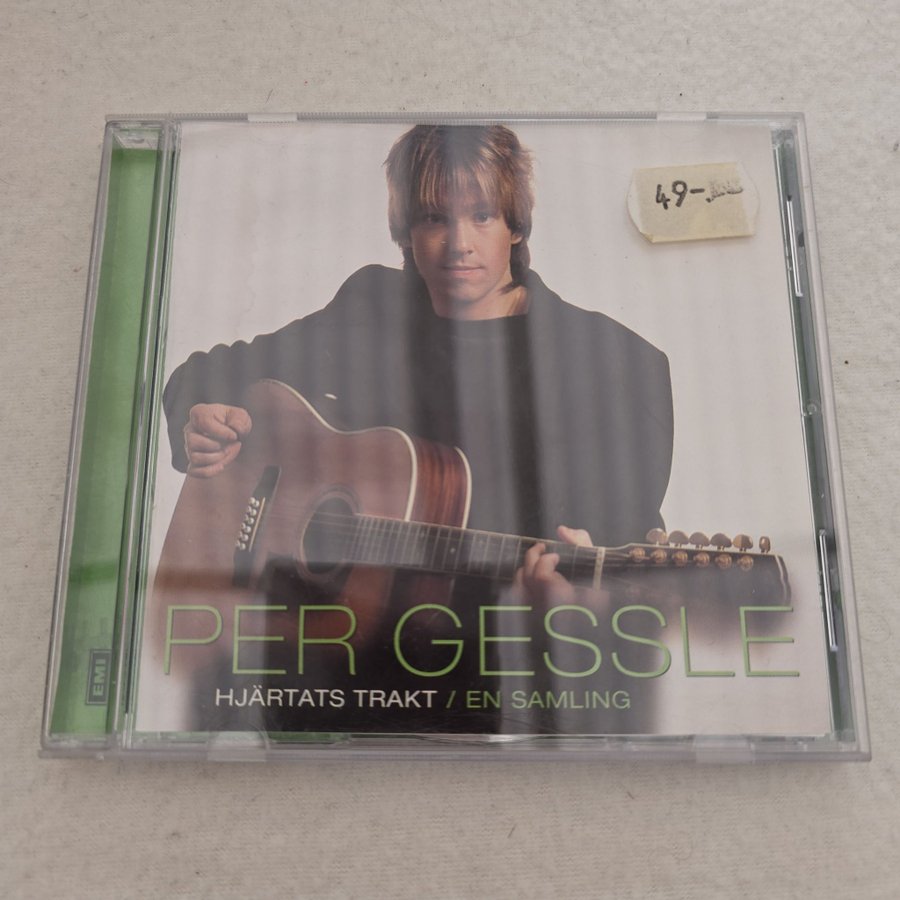 49-
PER GESSLE
HJÄRTATS TRAKT / EN SAMLING
EMI